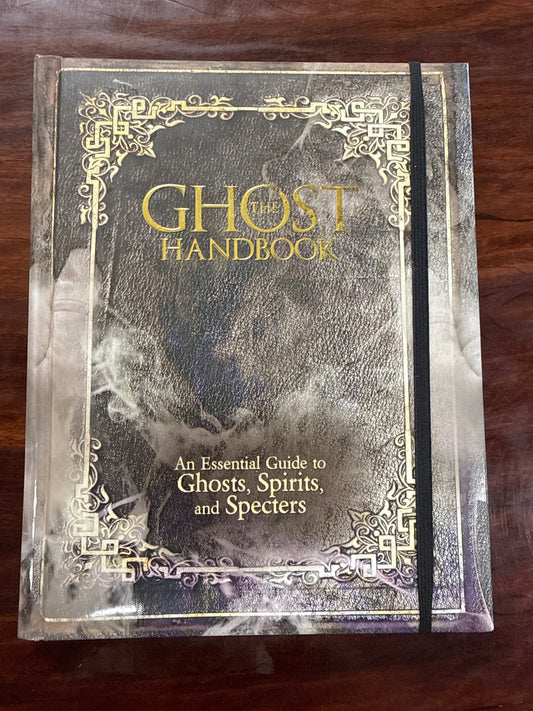 THE
GHOST
HANDBOOK
An Essential Guide to
Ghosts, Spirits,
and Specters